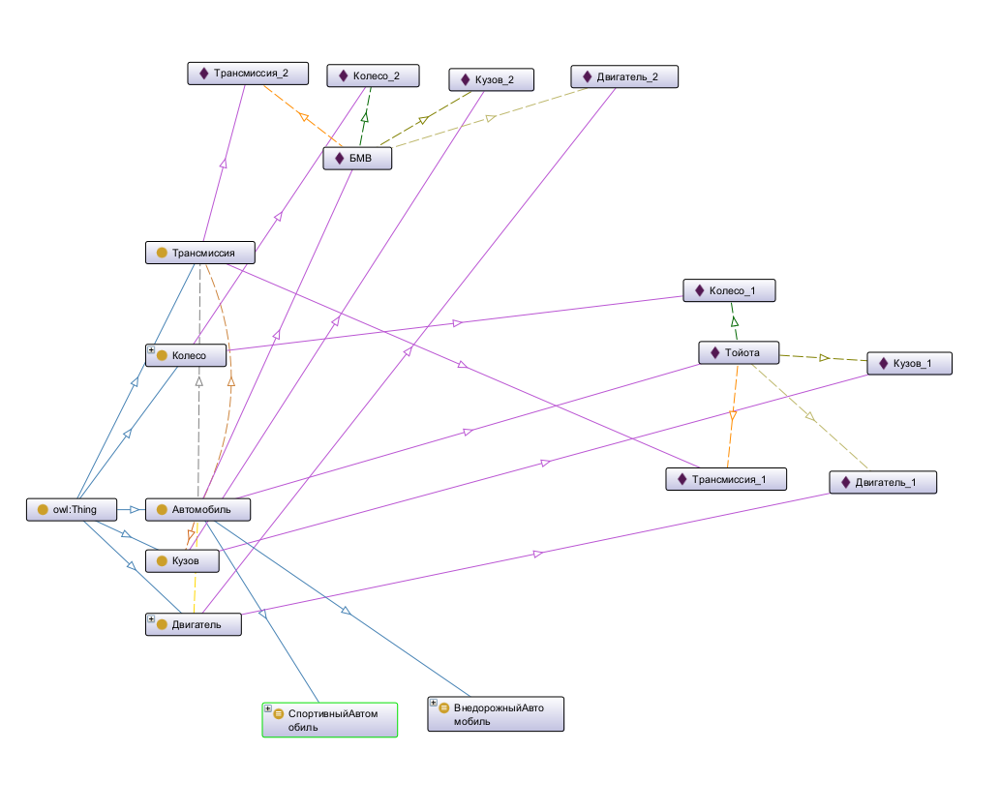 Трансмиссия_2
Колесо_2
Кузов_2
Двигатель_2
БМВ
Трансмиссия
Колесо_1
Колесо
Тойота
Кузов_1
Трансмиссия_1
Двигатель_1
owl:Thing
Автомобиль
Кузов
Двигатель
СпортивныйАвтом
обиль
ВнедорожныйАвто
мобиль